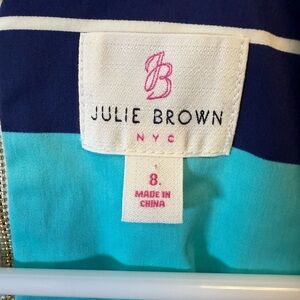 JB
JULIE BROWN
NYC
8.
MADE IN
CHINA